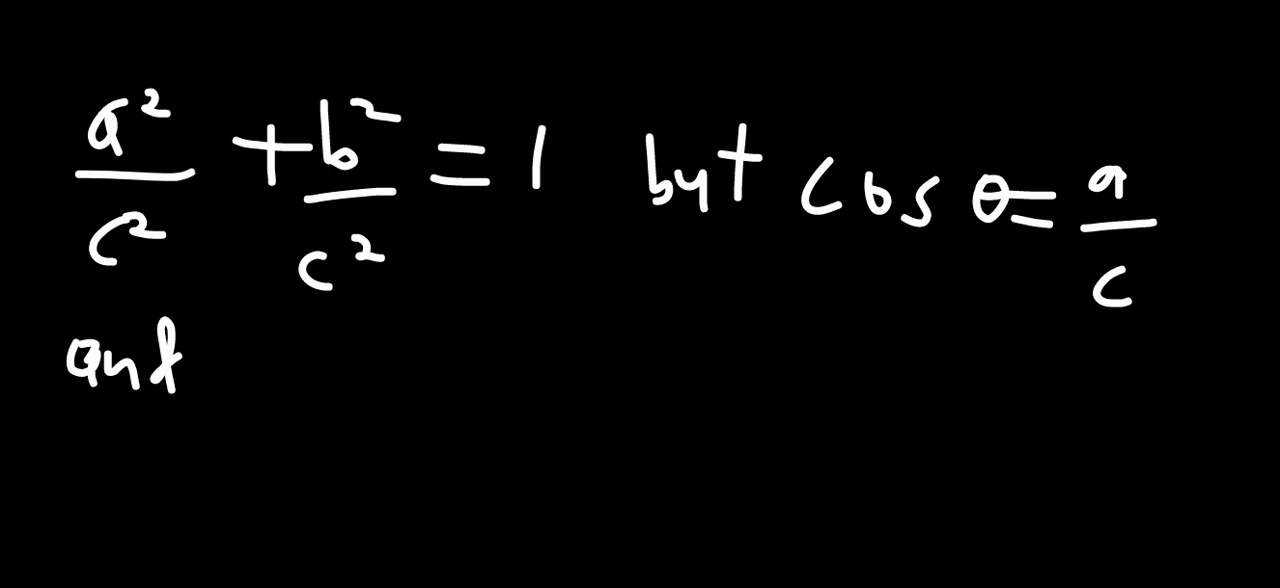 a²/c² + b²/c² = 1 but cos θ = a/c
and